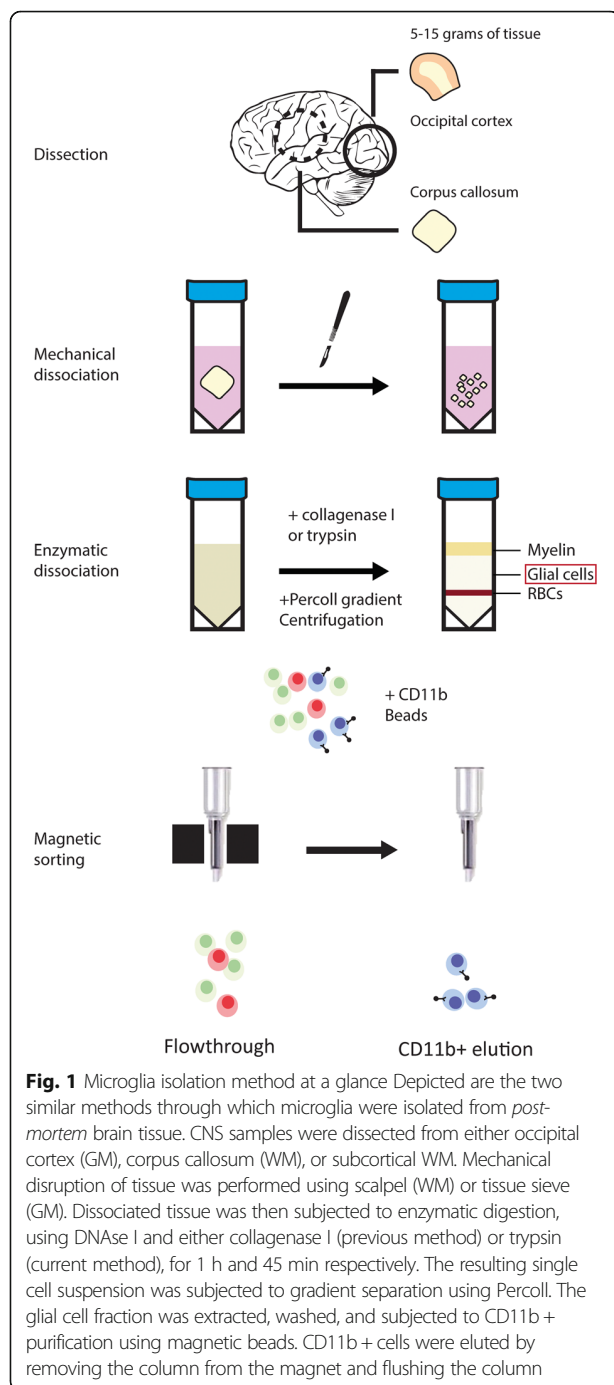 5-15 grams of tissue
Occipital cortex
Dissection
Corpus callosum
Mechanical
dissociation
Enzymatic
dissociation
+ collagenase I
or trypsin
+Percoll gradient
Centrifugation
Myelin
Glial cells
RBCs
+ CD11b
Beads
Magnetic
sorting
Flowthrough
CD11b+ elution
Fig. 1 Microglia isolation method at a glance Depicted are the two
similar methods through which microglia were isolated from post-
mortem brain tissue. CNS samples were dissected from either occipital
cortex (GM), corpus callosum (WM), or subcortical WM. Mechanical
disruption of tissue was performed using scalpel (WM) or tissue sieve
(GM). Dissociated tissue was then subjected to enzymatic digestion,
using DNAse I and either collagenase I (previous method) or trypsin
(current method), for 1 h and 45 min respectively. The resulting single
cell suspension was subjected to gradient separation using Percoll. The
glial cell fraction was extracted, washed, and subjected to CD11b +
purification using magnetic beads. CD11b + cells were eluted by
removing the column from the magnet and flushing the column